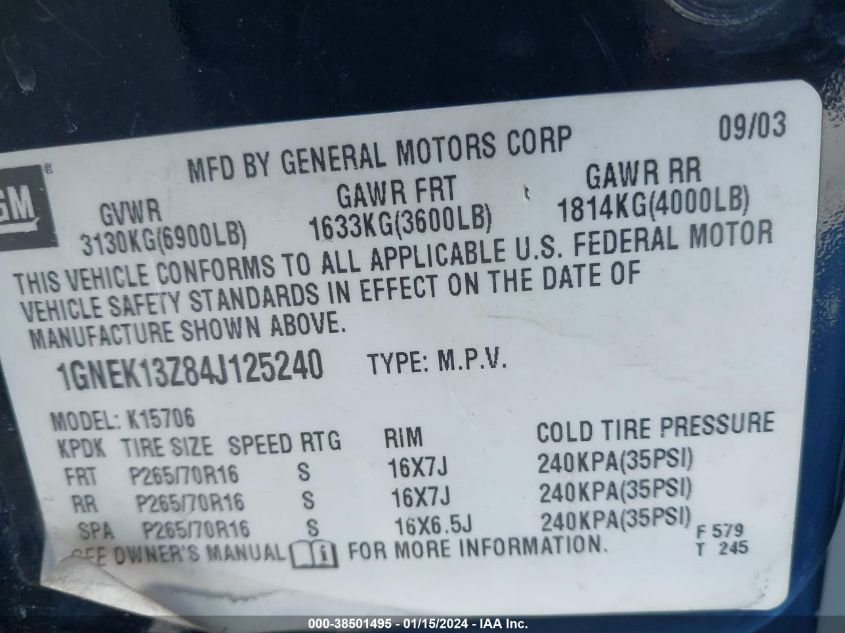 09/03
MFD BY GENERAL MOTORS CORP
GM®
GVWR GAWR FRT GAWR RR
3130KG(6900LB) 1633KG(3600LB) 1814KG(4000LB)
THIS VEHICLE CONFORMS TO ALL APPLICABLE U.S. FEDERAL MOTOR
VEHICLE SAFETY STANDARDS IN EFFECT ON THE DATE OF
MANUFACTURE SHOWN ABOVE.
1GNEK13Z84J125240 TYPE: M.P.V.
MODEL: K15706
KPDK TIRE SIZE SPEED RTG RIM COLD TIRE PRESSURE
FRT P265/70R16 S 16X7J 240KPA(35PSI)
RR P265/70R16 S 16X7J 240KPA(35PSI)
SPA P265/70R16 S 16X6.5J 240KPA(35PSI)
SEE OWNER'S MANUAL FOR MORE INFORMATION.
F 579
T 245
000-38501495 - 01/15/2024 - IAA Inc.